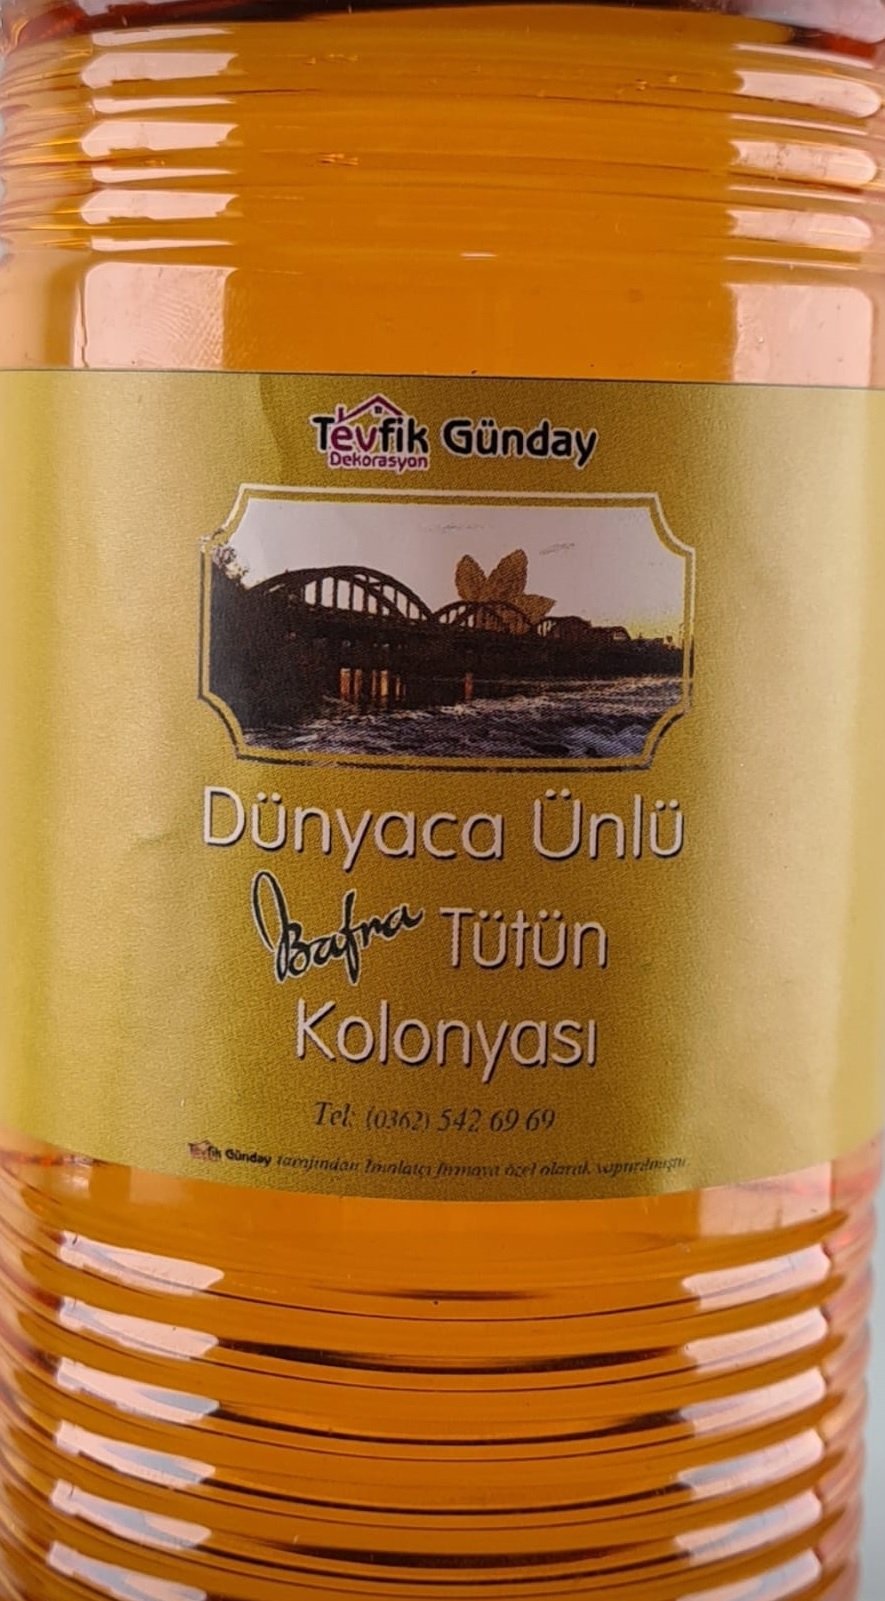 Tevfik Günday
Dekorasyon
Dünyaca Ünlü
Bafra Tütün
Kolonyası
Tel: (0362) 542 69 69
Tevfik Günday tarafından İmalatçı firmaya özel olarak yaptırılmıştır.